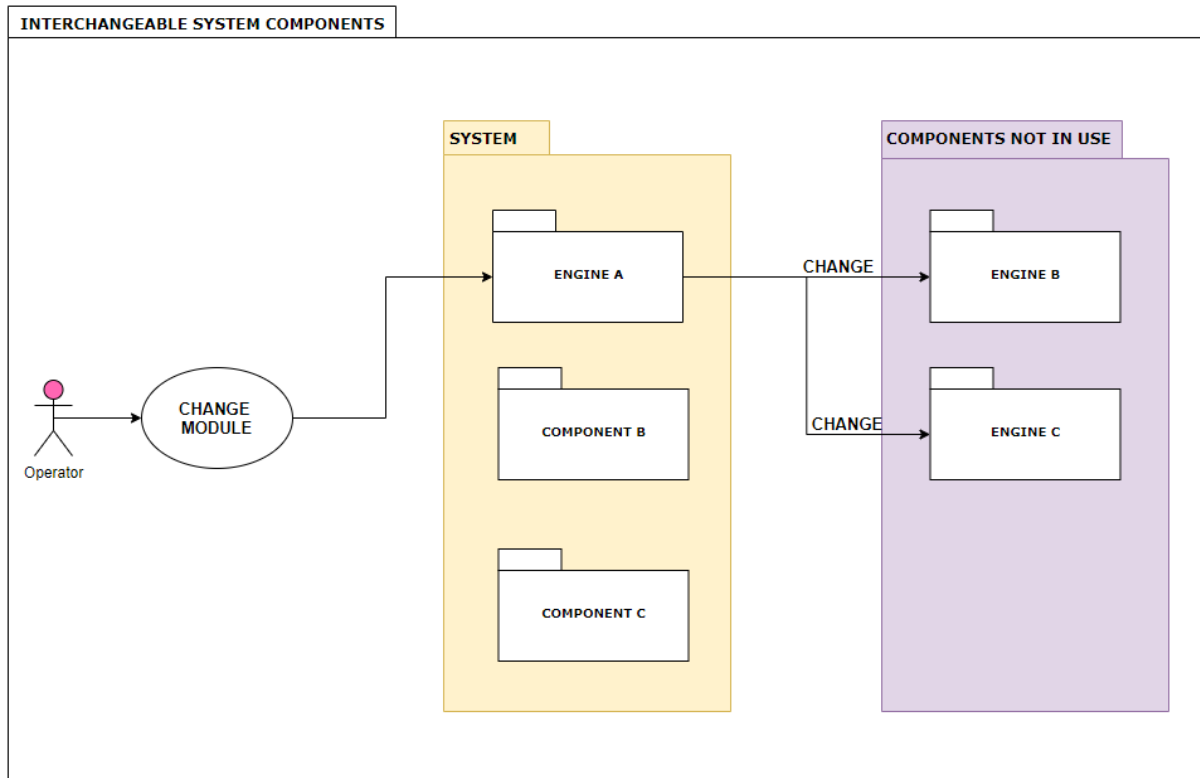 INTERCHANGEABLE SYSTEM COMPONENTS
SYSTEM
COMPONENTS NOT IN USE
ENGINE A
CHANGE
ENGINE B
CHANGE
MODULE
Operator
COMPONENT B
CHANGE
ENGINE C
COMPONENT C